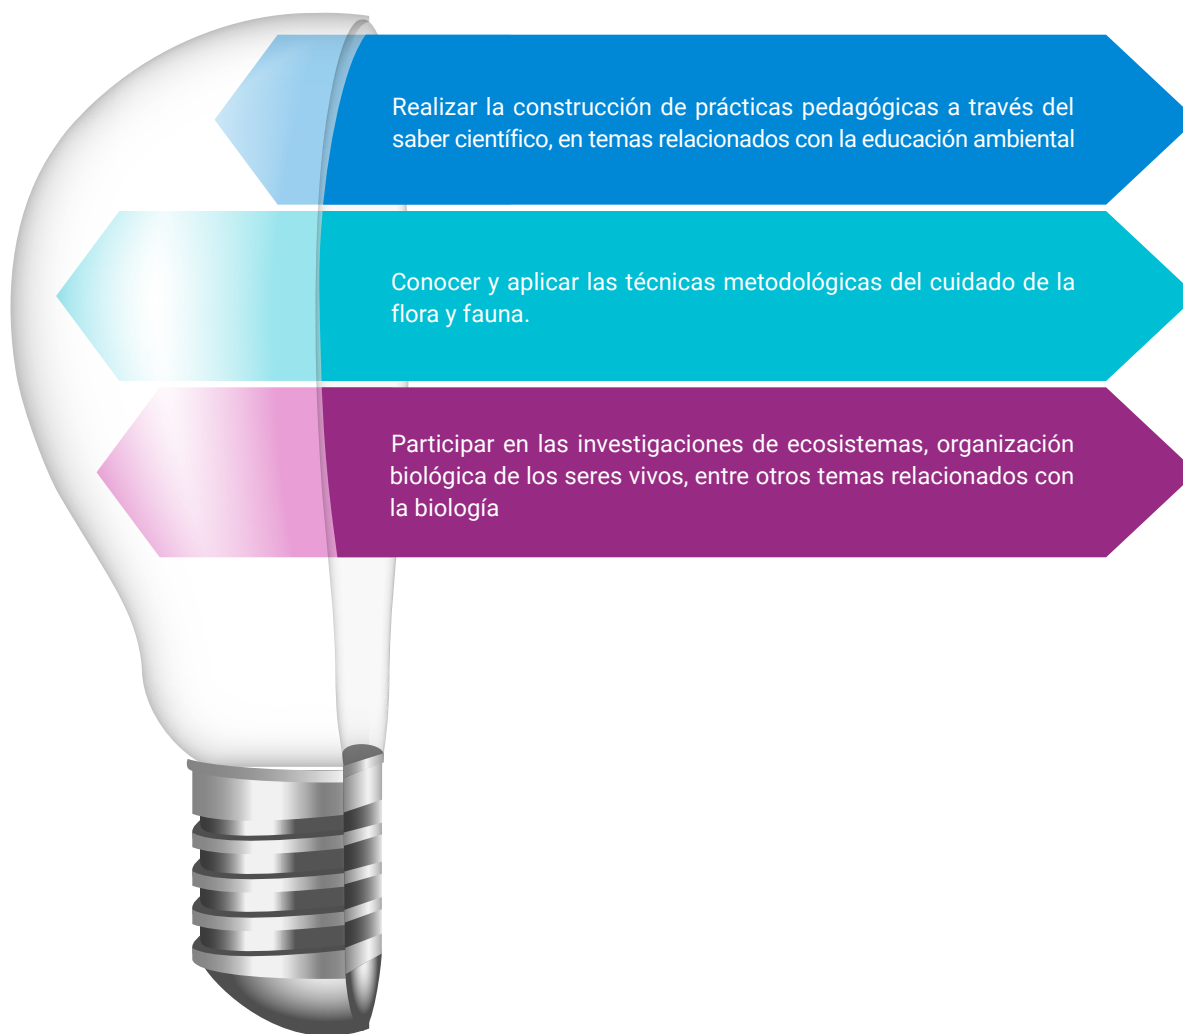 Realizar la construcción de prácticas pedagógicas a través del
saber científico, en temas relacionados con la educación ambiental
Conocer y aplicar las técnicas metodológicas del cuidado de la
flora y fauna.
Participar en las investigaciones de ecosistemas, organización
biológica de los seres vivos, entre otros temas relacionados con
la biología